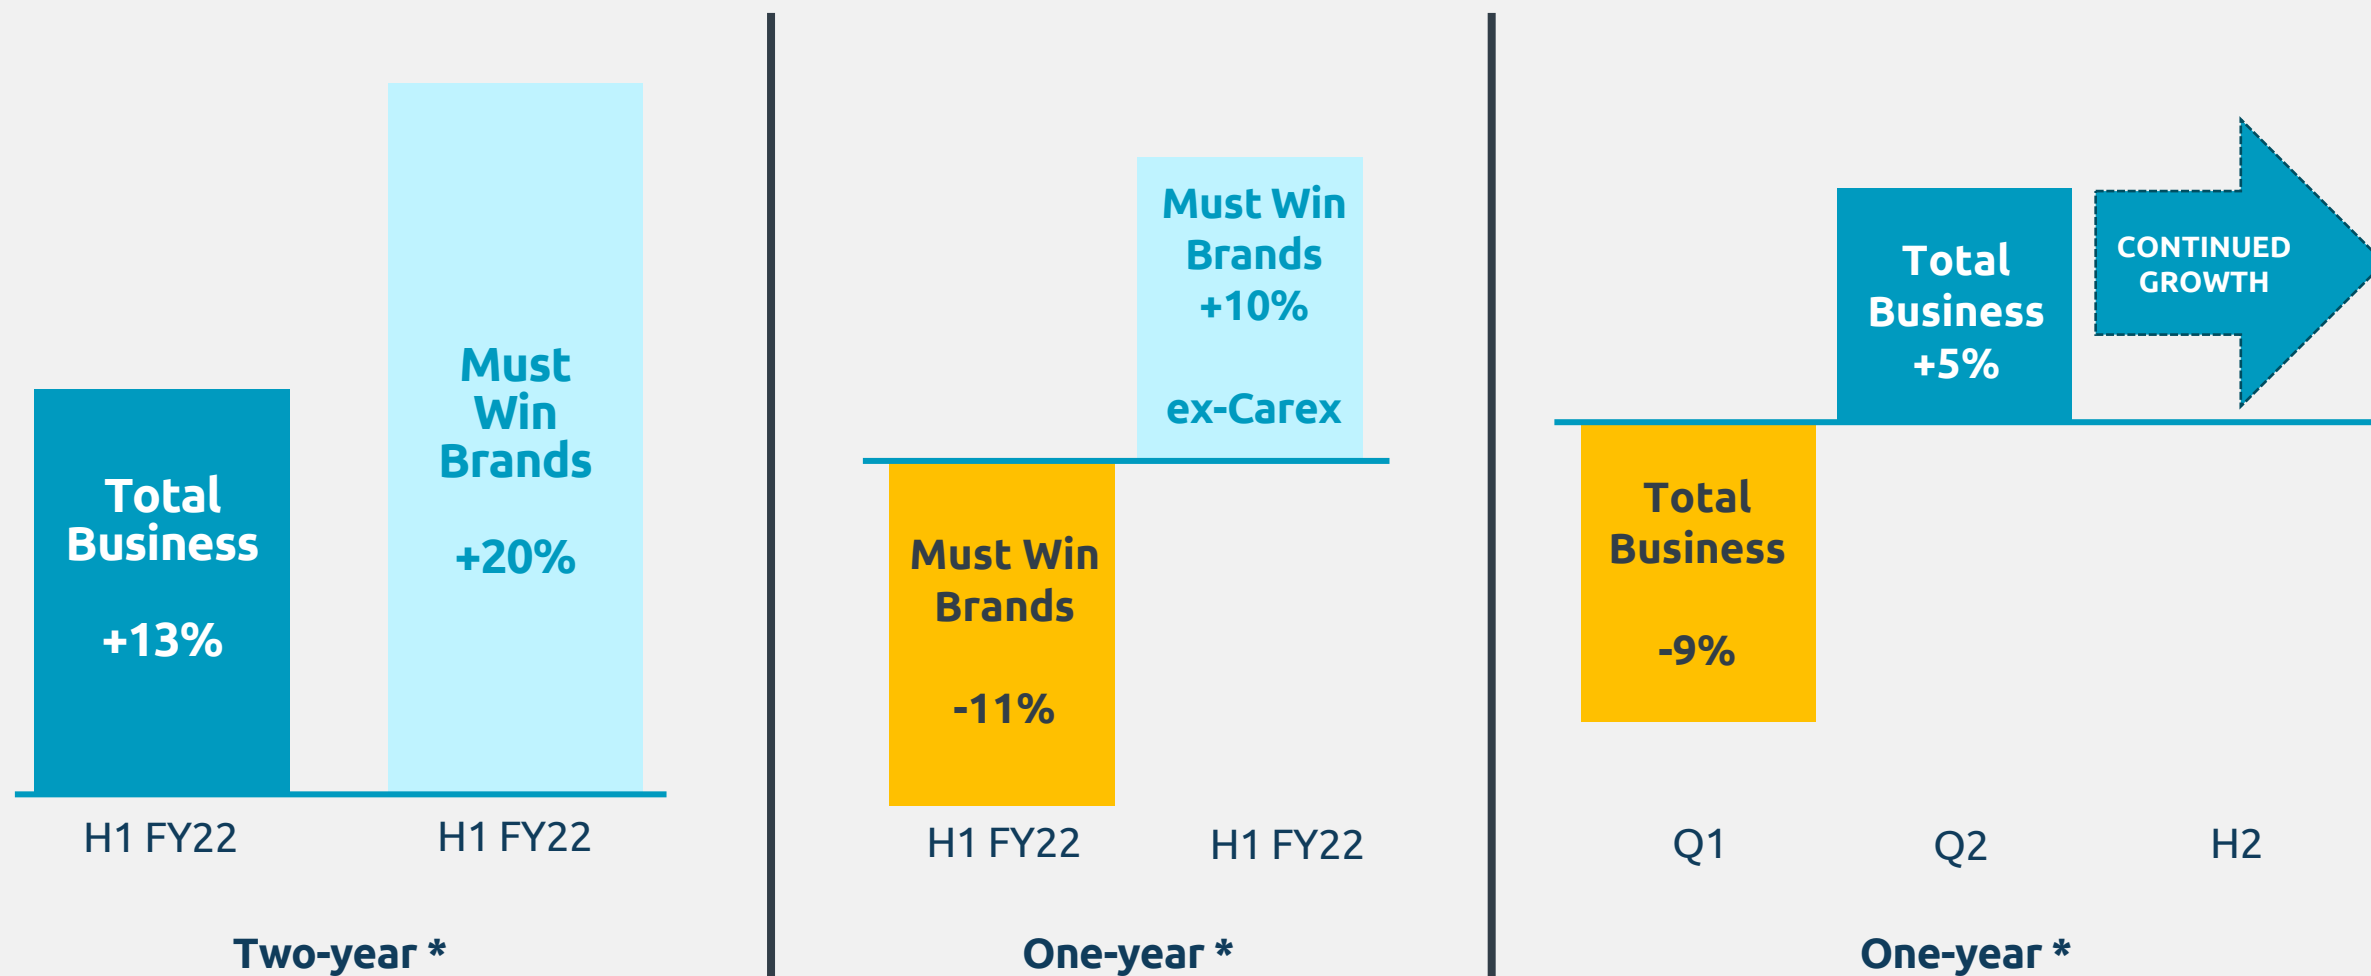 Total
Business
+13%
Must
Win
Brands
+20%
H1 FY22
H1 FY22
Two-year *
Must Win
Brands
-11%
Must Win
Brands
+10%
ex-Carex
H1 FY22
H1 FY22
One-year *
Total
Business
-9%
Total
Business
+5%
CONTINUED
GROWTH
Q1
Q2
H2
One-year *